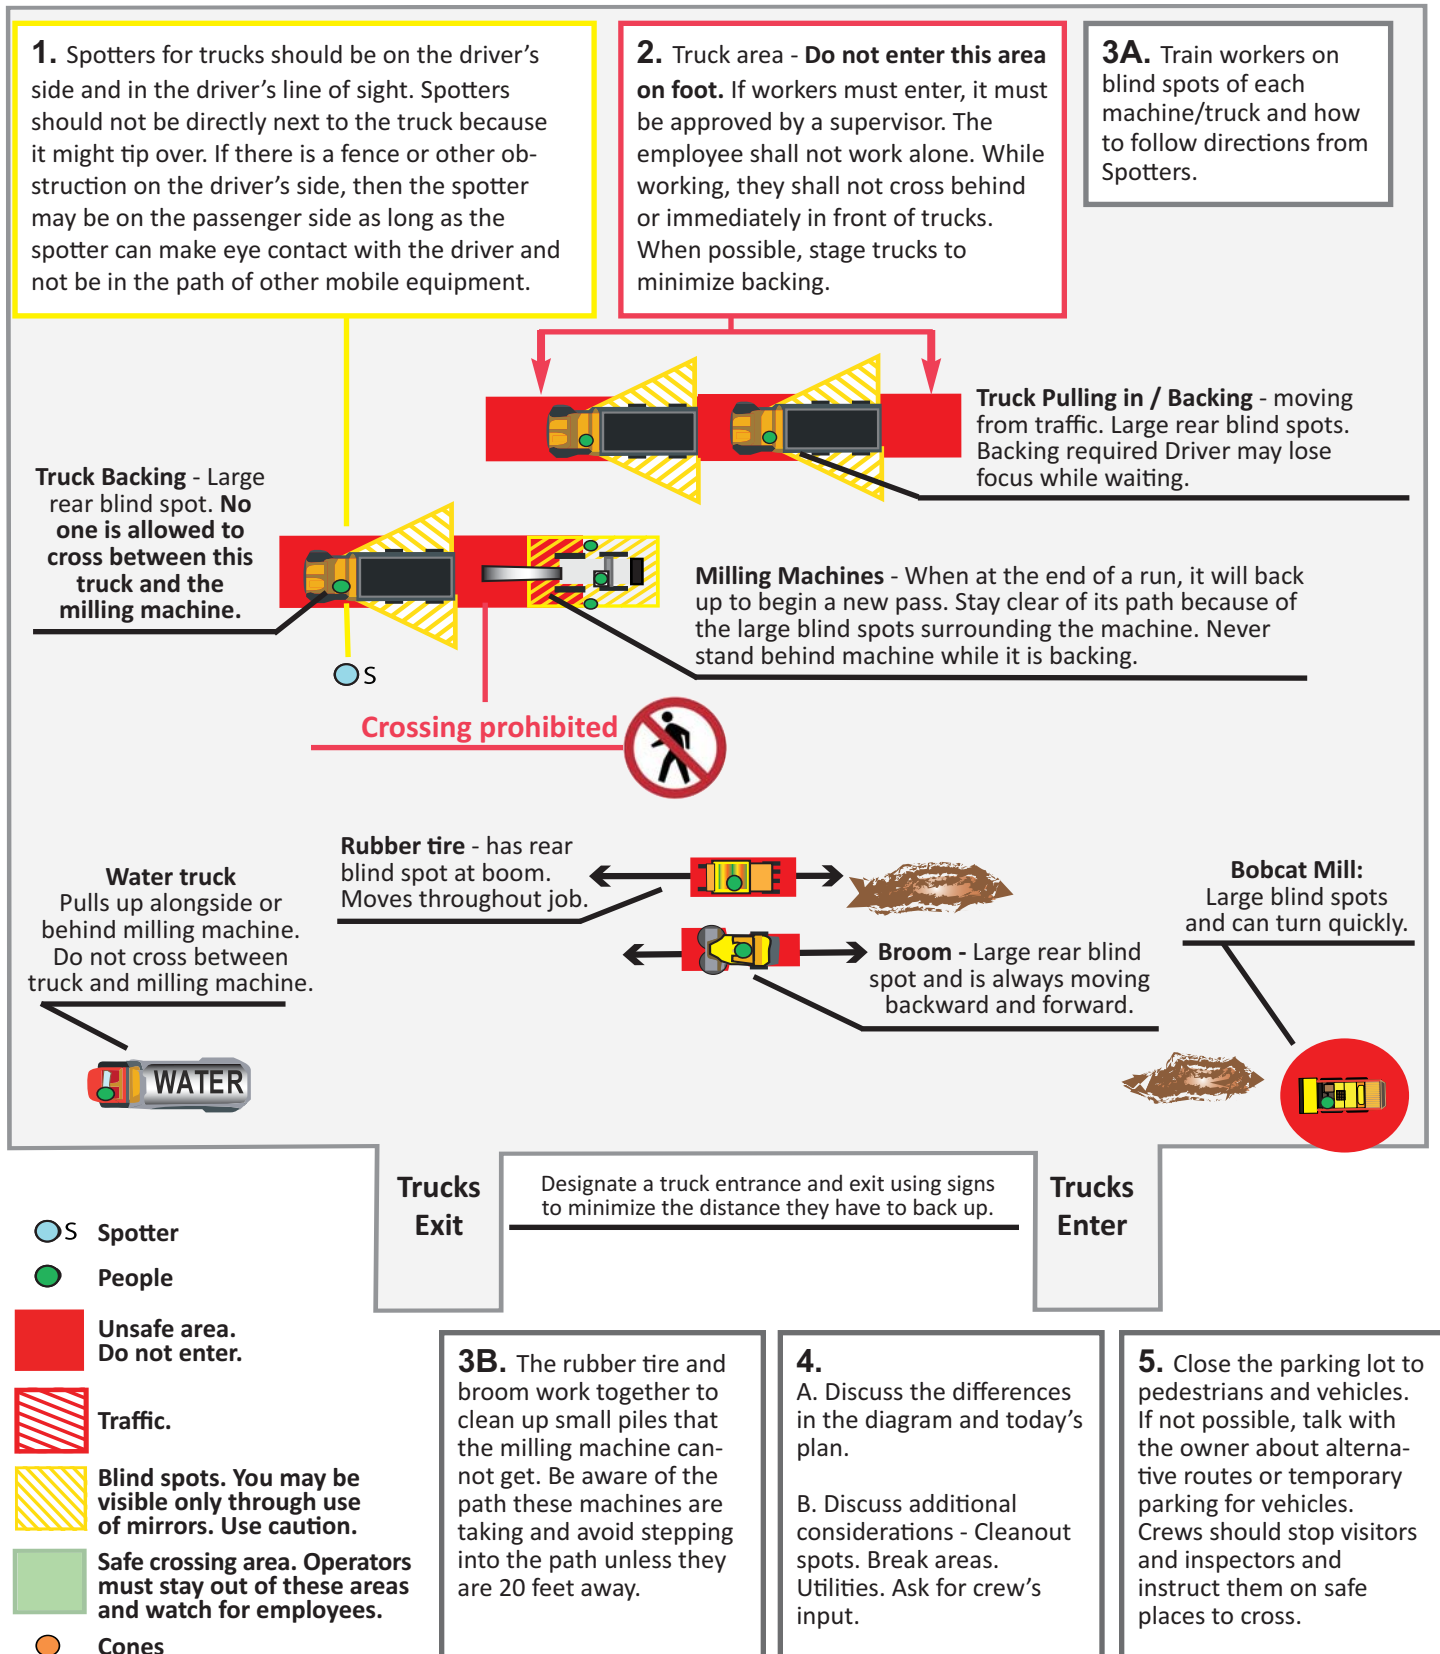 1. Spotters for trucks should be on the driver's
side and in the driver's line of sight. Spotters
should not be directly next to the truck because
it might tip over. If there is a fence or other ob-
struction on the driver's side, then the spotter
may be on the passenger side as long as the
spotter can make eye contact with the driver and
not be in the path of other mobile equipment.
2. Truck area - Do not enter this area
on foot. If workers must enter, it must
be approved by a supervisor. The
employee shall not work alone. While
working, they shall not cross behind
or immediately in front of trucks.
When possible, stage trucks to
minimize backing.
3A. Train workers on
blind spots of each
machine/truck and how
to follow directions from
Spotters.
Truck Pulling in / Backing - moving
from traffic. Large rear blind spots.
Backing required Driver may lose
focus while waiting.
Truck Backing - Large
rear blind spot. No
one is allowed to
cross between this
truck and the
milling machine.
Milling Machines - When at the end of a run, it will back
up to begin a new pass. Stay clear of its path because of
the large blind spots surrounding the machine. Never
stand behind machine while it is backing.
S
Crossing prohibited
Rubber tire - has rear
blind spot at boom.
Moves throughout job.
Water truck
Pulls up alongside or
behind milling machine.
Do not cross between
truck and milling machine.
Bobcat Mill:
Large blind spots
and can turn quickly.
Broom - Large rear blind
spot and is always moving
backward and forward.
WATER
Trucks
Exit
Designate a truck entrance and exit using signs
to minimize the distance they have to back up.
Trucks
Enter
S Spotter
People
Unsafe area.
Do not enter.
Traffic.
Blind spots. You may be
visible only through use
of mirrors. Use caution.
Safe crossing area. Operators
must stay out of these areas
and watch for employees.
Cones
3B. The rubber tire and
broom work together to
clean up small piles that
the milling machine can-
not get. Be aware of the
path these machines are
taking and avoid stepping
into the path unless they
are 20 feet away.
4.
A. Discuss the differences
in the diagram and today's
plan.
B. Discuss additional
considerations - Cleanout
spots. Break areas.
Utilities. Ask for crew's
input.
5. Close the parking lot to
pedestrians and vehicles.
If not possible, talk with
the owner about alterna-
tive routes or temporary
parking for vehicles.
Crews should stop visitors
and inspectors and
instruct them on safe
places to cross.